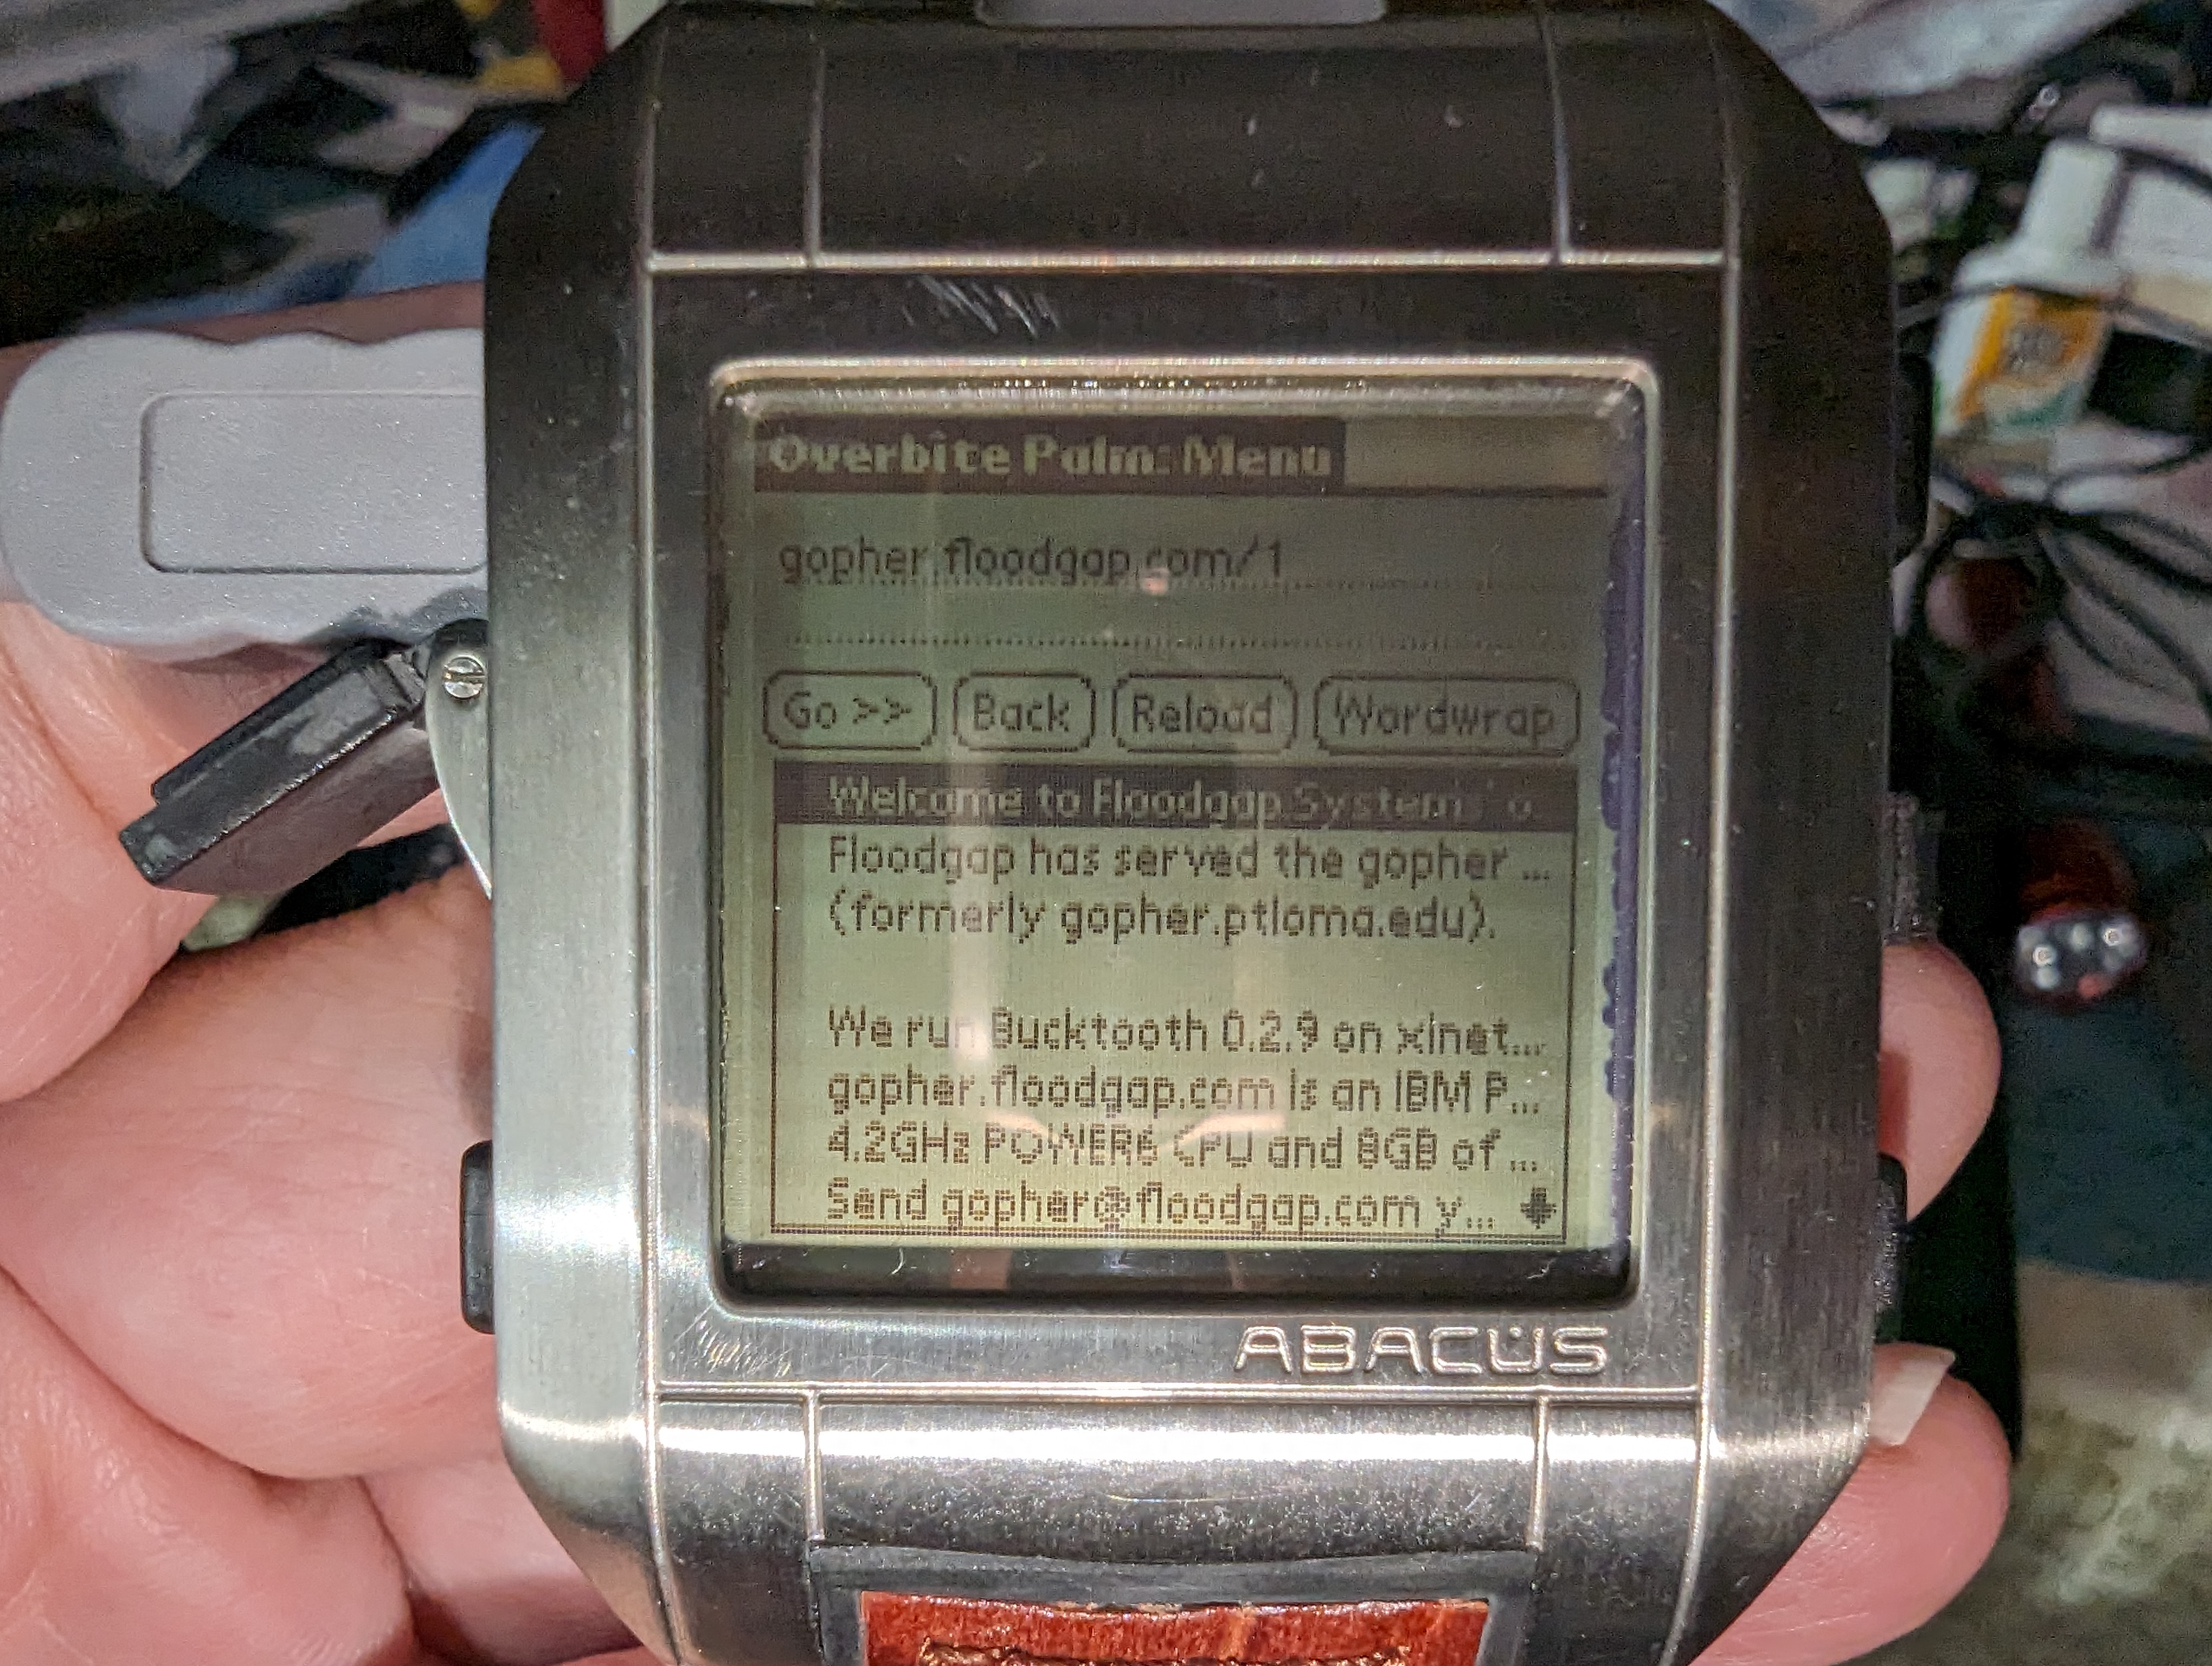 Overbite Palm: Menu
gopher.floodgap.com/1
Go >> Back Reload Wordwrap
Welcome to Floodgap Systems' o
Floodgap has served the gopher ...
(formerly gopher.ptloma.edu).
We run Bucktooth 0.2.9 on xinet...
gopher.floodgap.com is an IBM P...
4.2GHz POWER6 CPU and 8GB of ...
Send gopher@floodgap.com y...
ABACUS